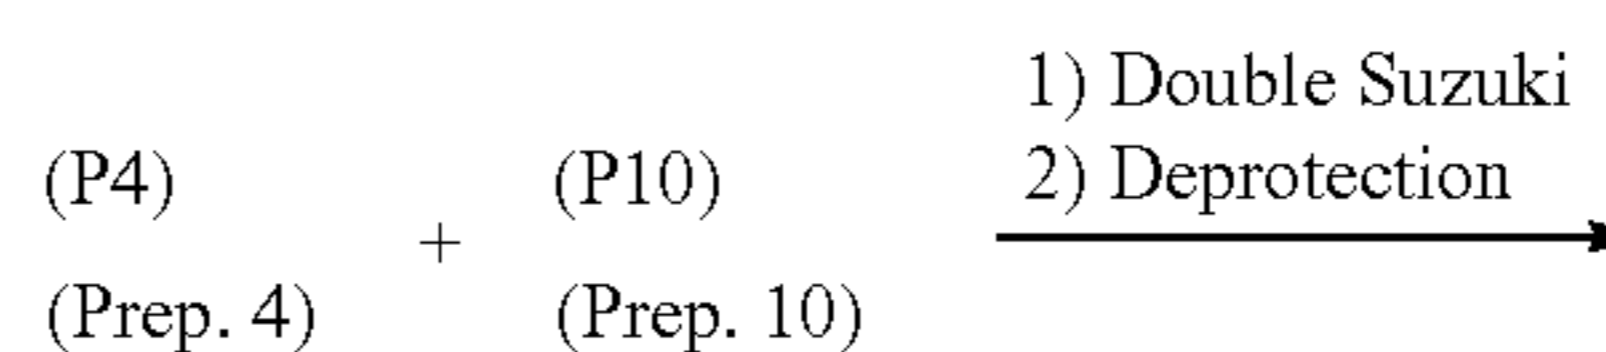 1) Double Suzuki
2) Deprotection
(P4) + (P10)
(Prep. 4) (Prep. 10)